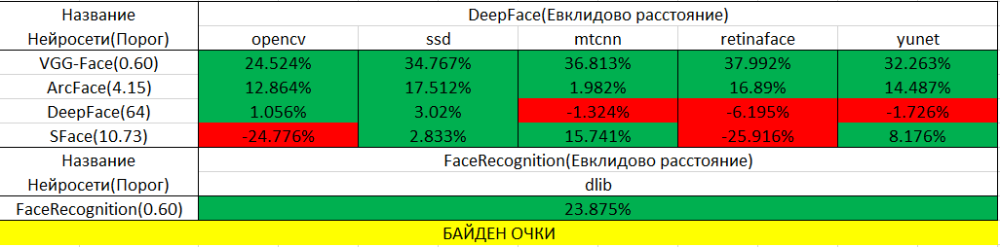 Название DeepFace(Евклидово расстояние)
Нейросети(Порог) opencv ssd mtcnn retinaface yunet
VGG-Face(0.60) 24.524% 34.767% 36.813% 37.992% 32.263%
ArcFace(4.15) 12.864% 17.512% 1.982% 16.89% 14.487%
DeepFace(64) 1.056% 3.02% -1.324% -6.195% -1.726%
SFace(10.73) -24.776% 2.833% 15.741% -25.916% 8.176%
Название FaceRecognition(Евклидово расстояние)
Нейросети(Порог) dlib
FaceRecognition(0.60) 23.875%
БАЙДЕН ОЧКИ